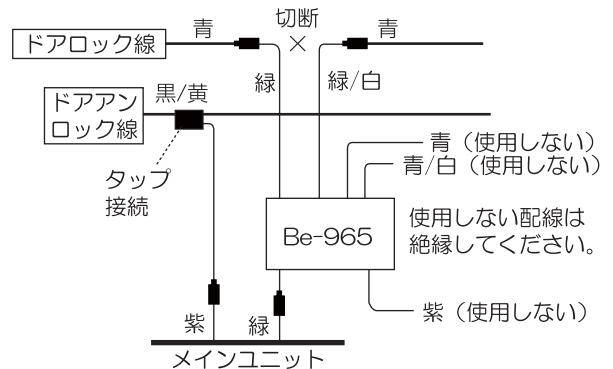 切断
青
×
青
ドアロック線
緑
緑/白
黒/黄
ドアアン
ロック線
青（使用しない）
青/白（使用しない）
タップ
接続
Be-965
使用しない配線は
絶縁してください。
紫
緑
紫（使用しない）
メインユニット